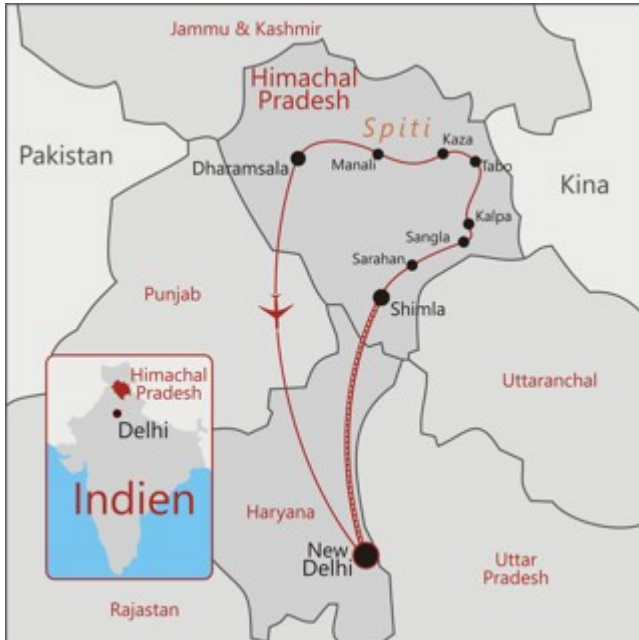 Jammu & Kashmir
Himachal
Pradesh
Spiti
Pakistan
Dharamsala
Manali
Kaza
Tabo
Kina
Kalpa
Sangla
Sarahan
Punjab
Shimla
Himachal
Pradesh
Delhi
Indien
Uttaranchal
Haryana
New
Delhi
Uttar
Pradesh
Rajastan